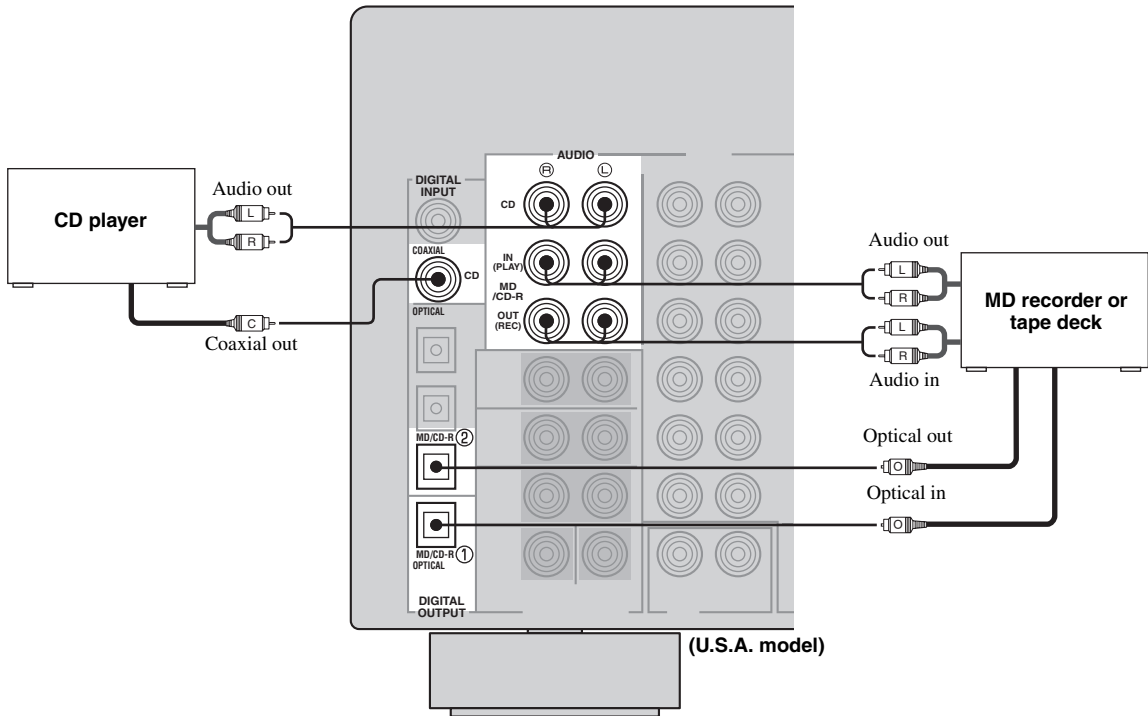 AUDIO
R
L
DIGITAL
INPUT
CD
COAXIAL
CD
IN
(PLAY)
MD
/CD-R
OUT
(REC)
OPTICAL
MD/CD-R ②
MD/CD-R ①
OPTICAL
DIGITAL
OUTPUT
CD player
Audio out
L
R
C
Coaxial out
Audio out
L
R
L
R
Audio in
MD recorder or
tape deck
Optical out
O
Optical in
O
(U.S.A. model)